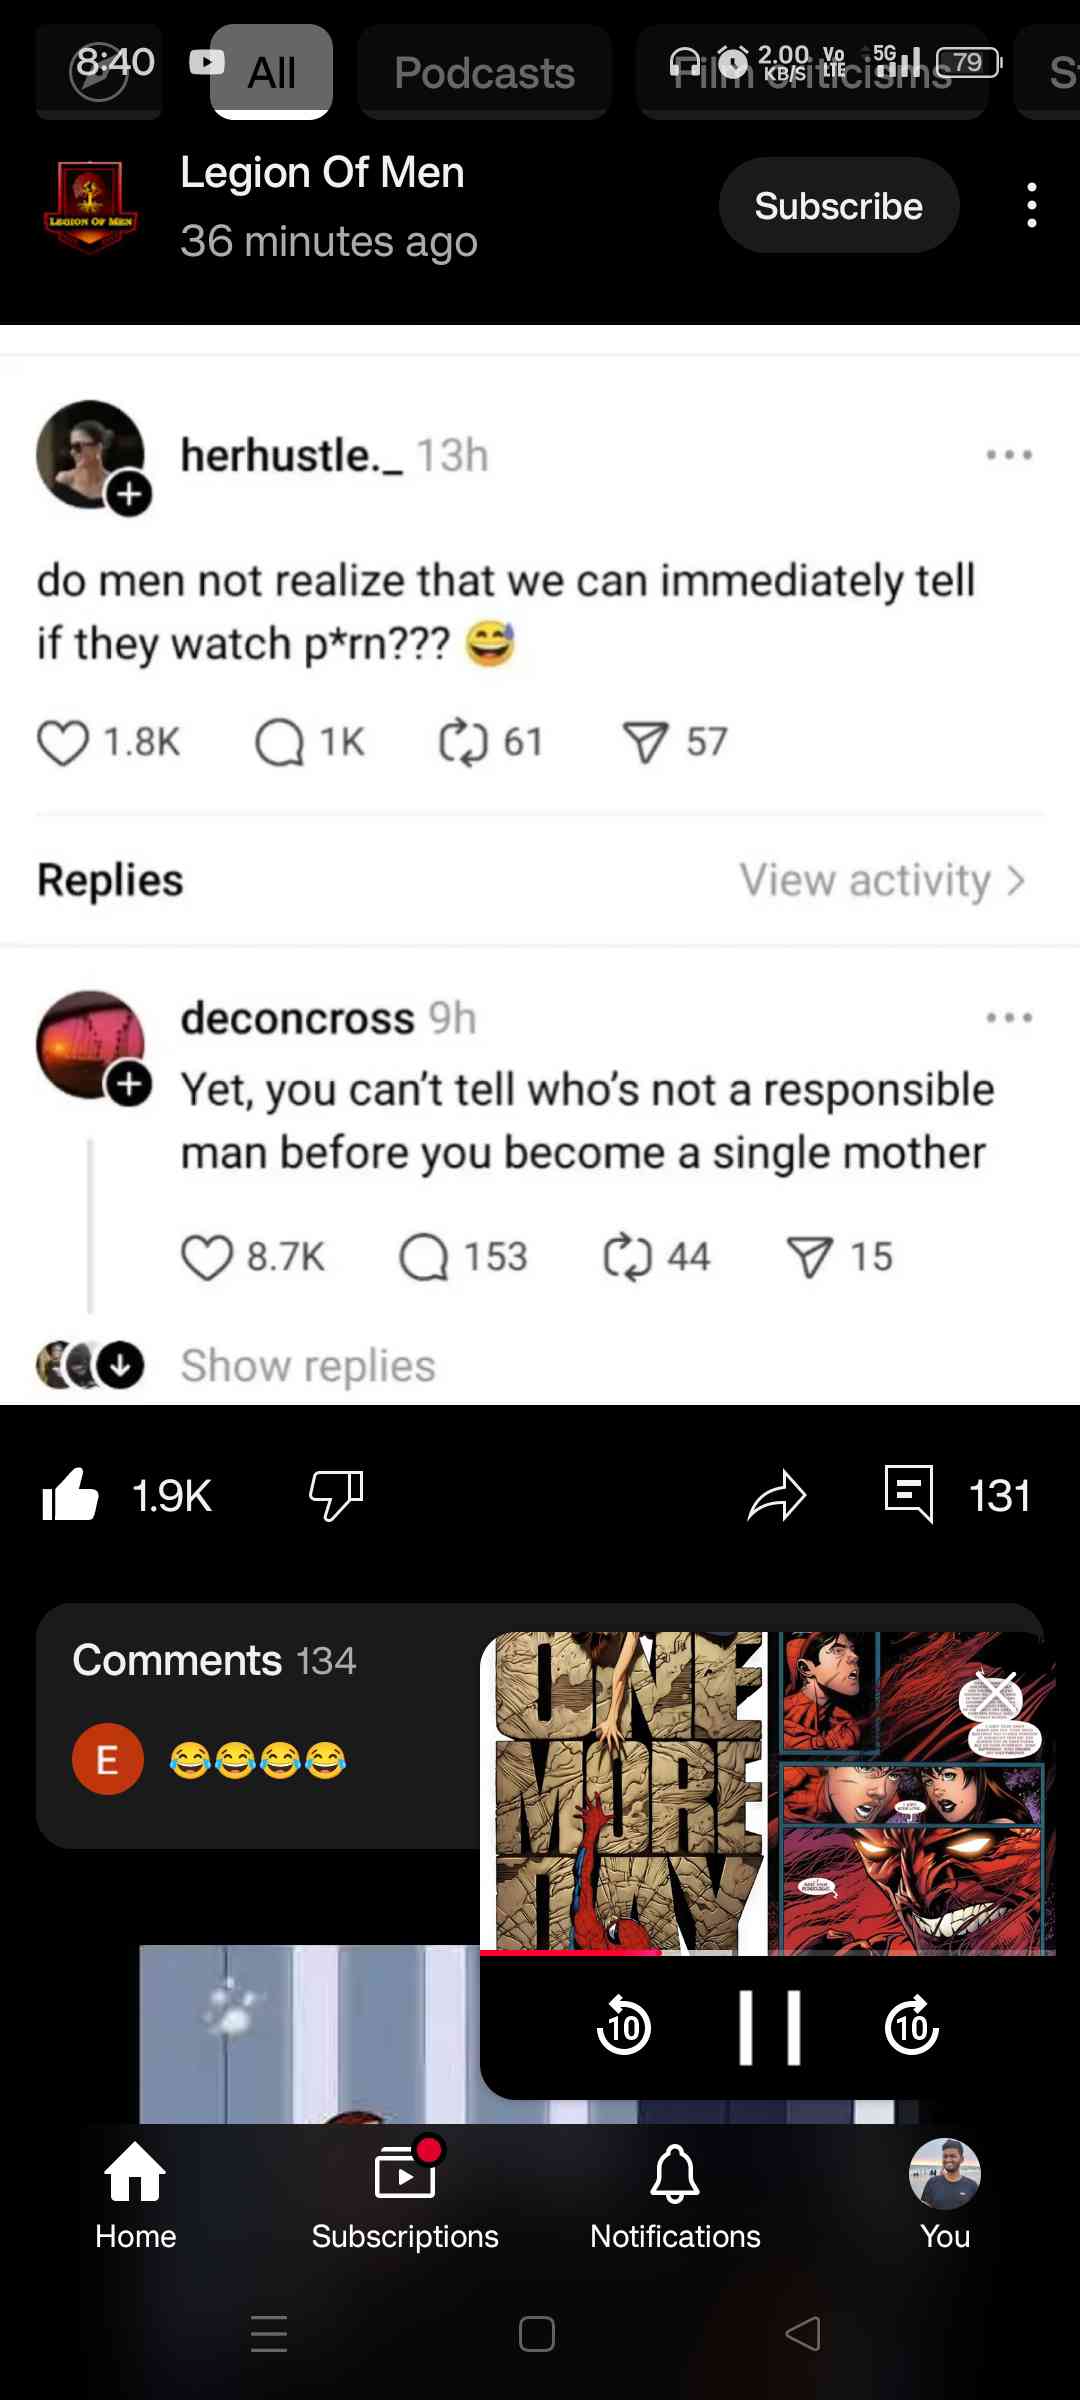 8:40
2.00 KB/S
Vo LTE
5G
79
All
Podcasts
Film criticisms
LEGION OF MEN
Legion Of Men
36 minutes ago
Subscribe
herhustle._ 13h
do men not realize that we can immediately tell
if they watch p*rn??? 😅
1.8K
1K
61
57
Replies
View activity >
deconcross 9h
Yet, you can't tell who's not a responsible
man before you become a single mother
8.7K
153
44
15
Show replies
1.9K
131
Comments 134
E
😂😂😂😂
ONE
MORE
DAY
10
10
Home
Subscriptions
Notifications
You